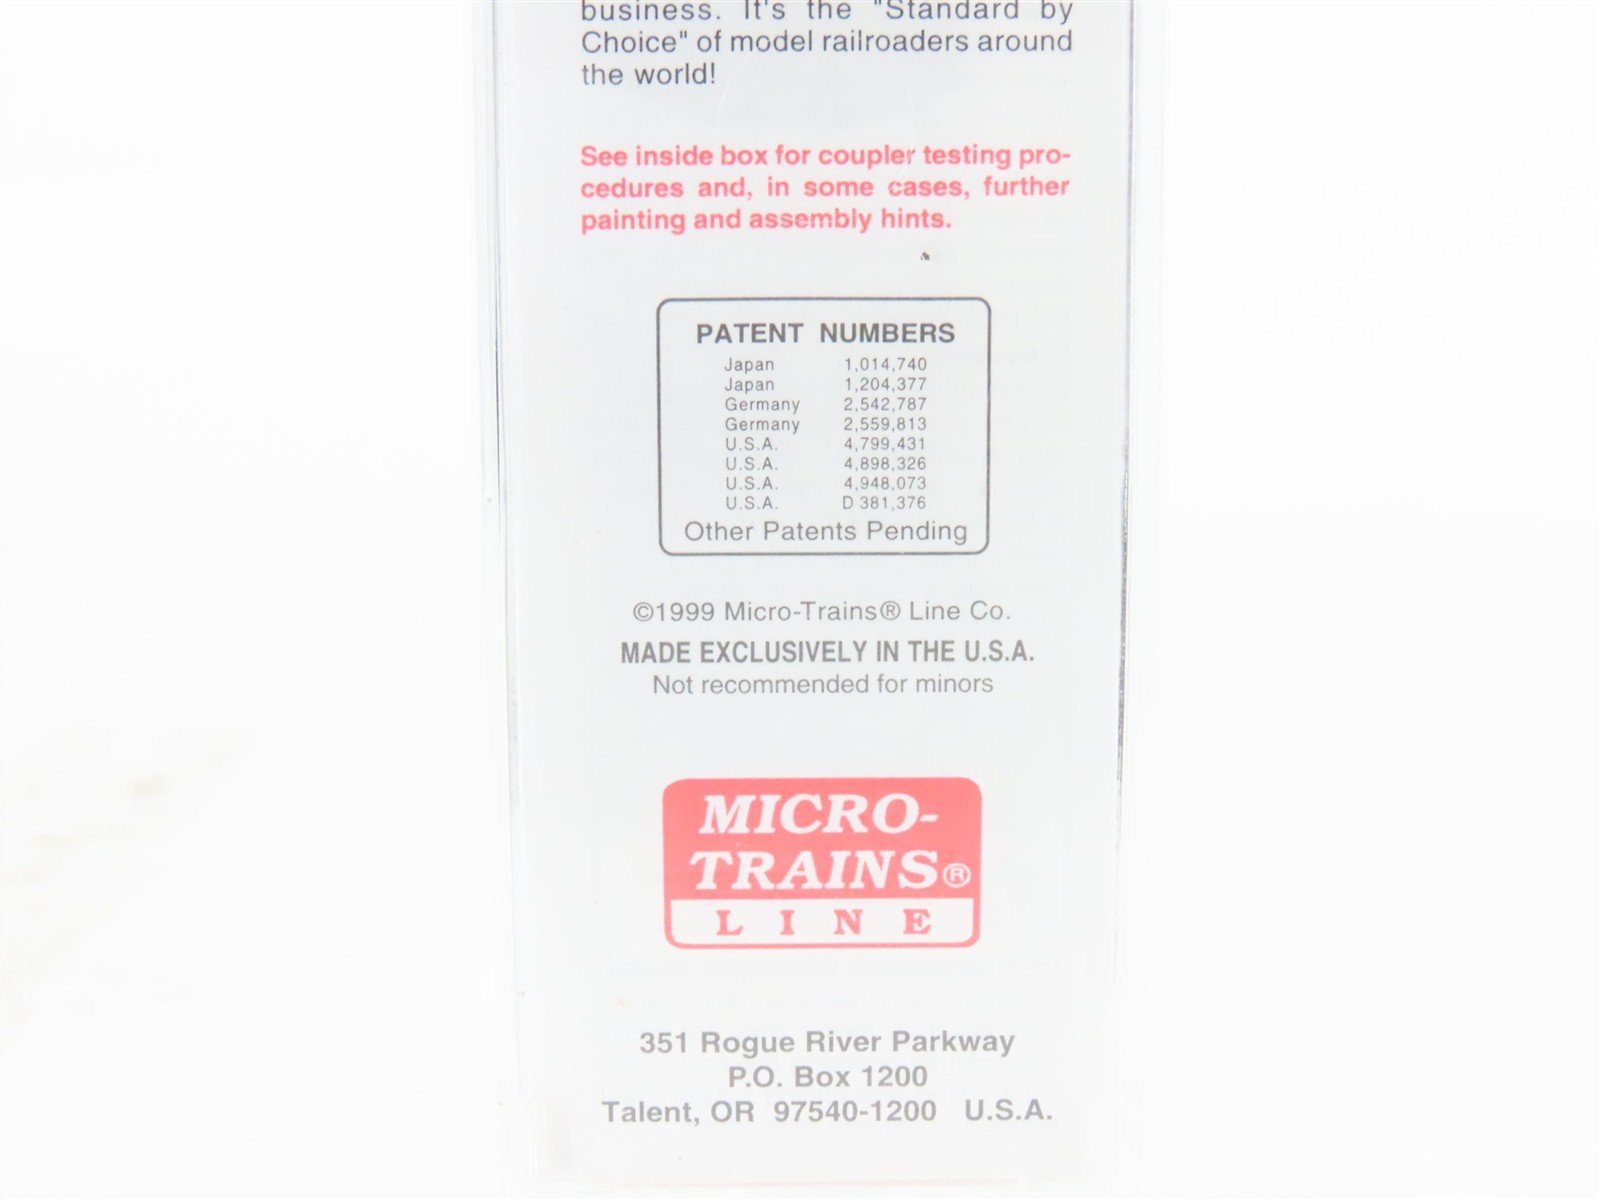 business. It's the "Standard by
Choice" of model railroaders around
the world!
See inside box for coupler testing pro-
cedures and, in some cases, further
painting and assembly hints.
PATENT NUMBERS
Japan 1,014,740
Japan 1,204,377
Germany 2,542,787
Germany 2,559,813
U.S.A. 4,799,431
U.S.A. 4,898,326
U.S.A. 4,948,073
U.S.A. D 381,376
Other Patents Pending
©1999 Micro-Trains® Line Co.
MADE EXCLUSIVELY IN THE U.S.A.
Not recommended for minors
MICRO-
TRAINS®
LINE
351 Rogue River Parkway
P.O. Box 1200
Talent, OR 97540-1200 U.S.A.